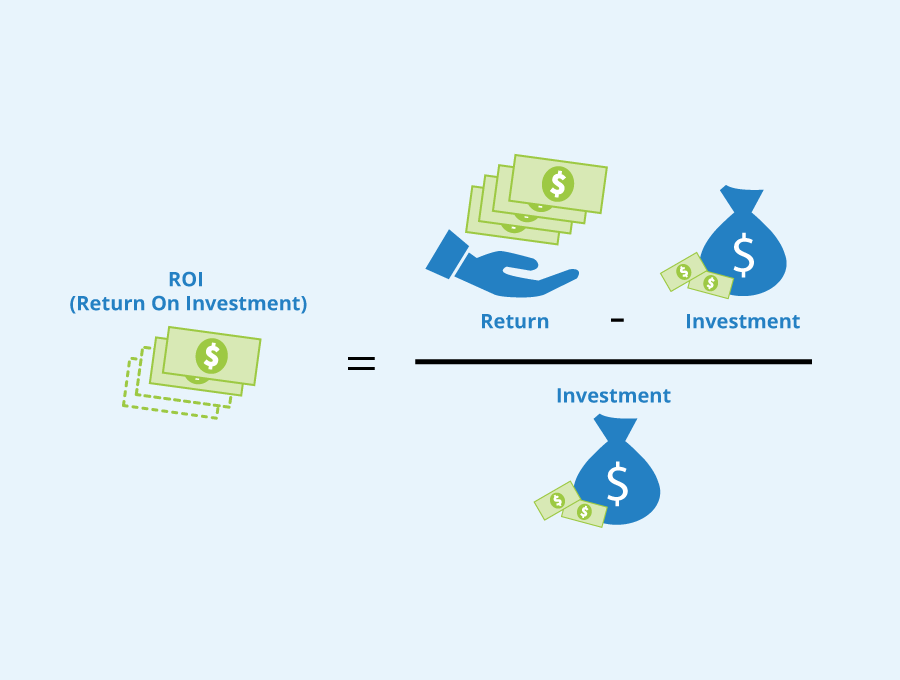 ROI
(Return On Investment)
=
Return - Investment
Investment
$